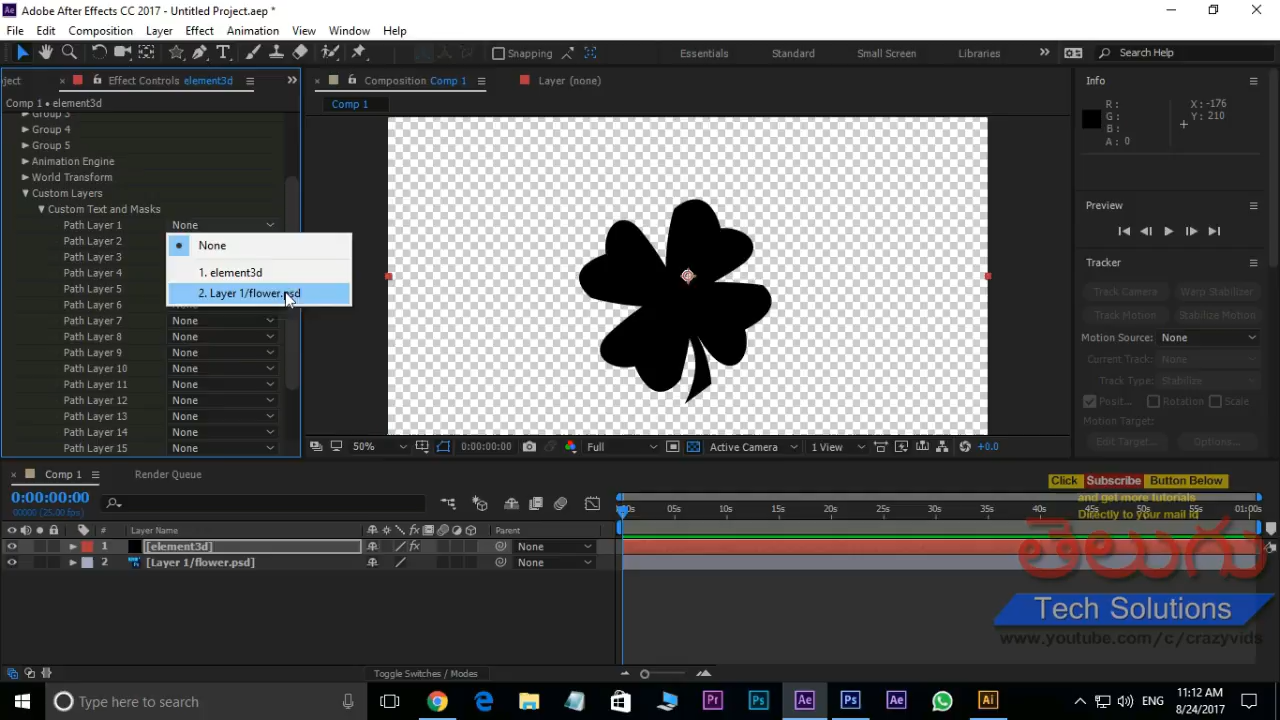 Adobe After Effects CC 2017 - Untitled Project.aep *
File Edit Composition Layer Effect Animation View Window Help
Snapping
Essentials Standard Small Screen Libraries
Search Help
oject
Effect Controls element3d
Composition Comp 1
Layer (none)
Comp 1 • element3d
Comp 1
Group 3
Group 4
Group 5
Animation Engine
World Transform
Custom Layers
Custom Text and Masks
Path Layer 1 None
Path Layer 2
Path Layer 3
Path Layer 4
Path Layer 5
Path Layer 6
Path Layer 7 None
Path Layer 8 None
Path Layer 9 None
Path Layer 10 None
Path Layer 11 None
Path Layer 12 None
Path Layer 13 None
Path Layer 14 None
Path Layer 15 None
None
1. element3d
2. Layer 1/flower.psd
50%
0:00:00:00
Full
Active Camera
1 View
+0.0
Info
R :
G :
B :
A : 0
X : -176
Y : 210
Preview
Tracker
Track Camera Warp Stabilizer
Track Motion Stabilize Motion
Motion Source: None
Current Track: None
Track Type: Stabilize
Posit... Rotation Scale
Motion Target:
Edit Target... Options...
Comp 1
Render Queue
0:00:00:00
00000 (25.00 fps)
# Layer Name
Parent
1 [element3d] None
2 [Layer 1/flower.psd] None
05s 10s 15s 20s 25s 30s 35s 40s 45s 50s 55s 01:00s
Toggle Switches / Modes
Click Subscribe Button Below
and get more tutorials
Directly to your mail id
తెలుగు
Tech Solutions
www.youtube.com/c/crazyvids
Type here to search
ENG
11:12 AM
8/24/2017